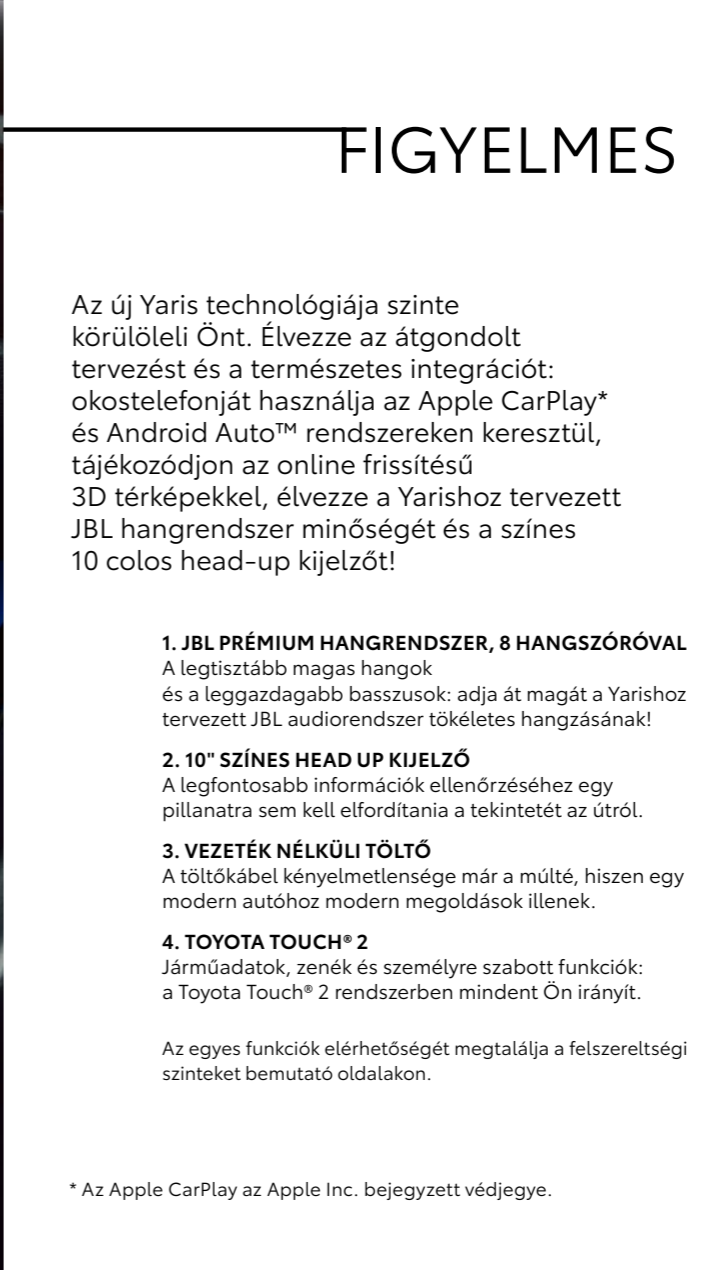 FIGYELMES
Az új Yaris technológiája szinte
körülöleli Önt. Élvezze az átgondolt
tervezést és a természetes integrációt:
okostelefonját használja az Apple CarPlay*
és Android Auto™ rendszereken keresztül,
tájékozódjon az online frissítésű
3D térképekkel, élvezze a Yarishoz tervezett
JBL hangrendszer minőségét és a színes
10 colos head-up kijelzőt!
1. JBL PRÉMIUM HANGRENDSZER, 8 HANGSZÓRÓVAL
A legtisztább magas hangok
és a leggazdagabb basszusok: adja át magát a Yarishoz
tervezett JBL audiorendszer tökéletes hangzásának!
2. 10" SZÍNES HEAD UP KIJELZŐ
A legfontosabb információk ellenőrzéséhez egy
pillanatra sem kell elfordítania a tekintetét az útról.
3. VEZETÉK NÉLKÜLI TÖLTŐ
A töltőkábel kényelmetlensége már a múlté, hiszen egy
modern autóhoz modern megoldások illenek.
4. TOYOTA TOUCH® 2
Járműadatok, zenék és személyre szabott funkciók:
a Toyota Touch® 2 rendszerben mindent Ön irányít.
Az egyes funkciók elérhetőségét megtalálja a felszereltségi
szinteket bemutató oldalakon.
* Az Apple CarPlay az Apple Inc. bejegyzett védjegye.